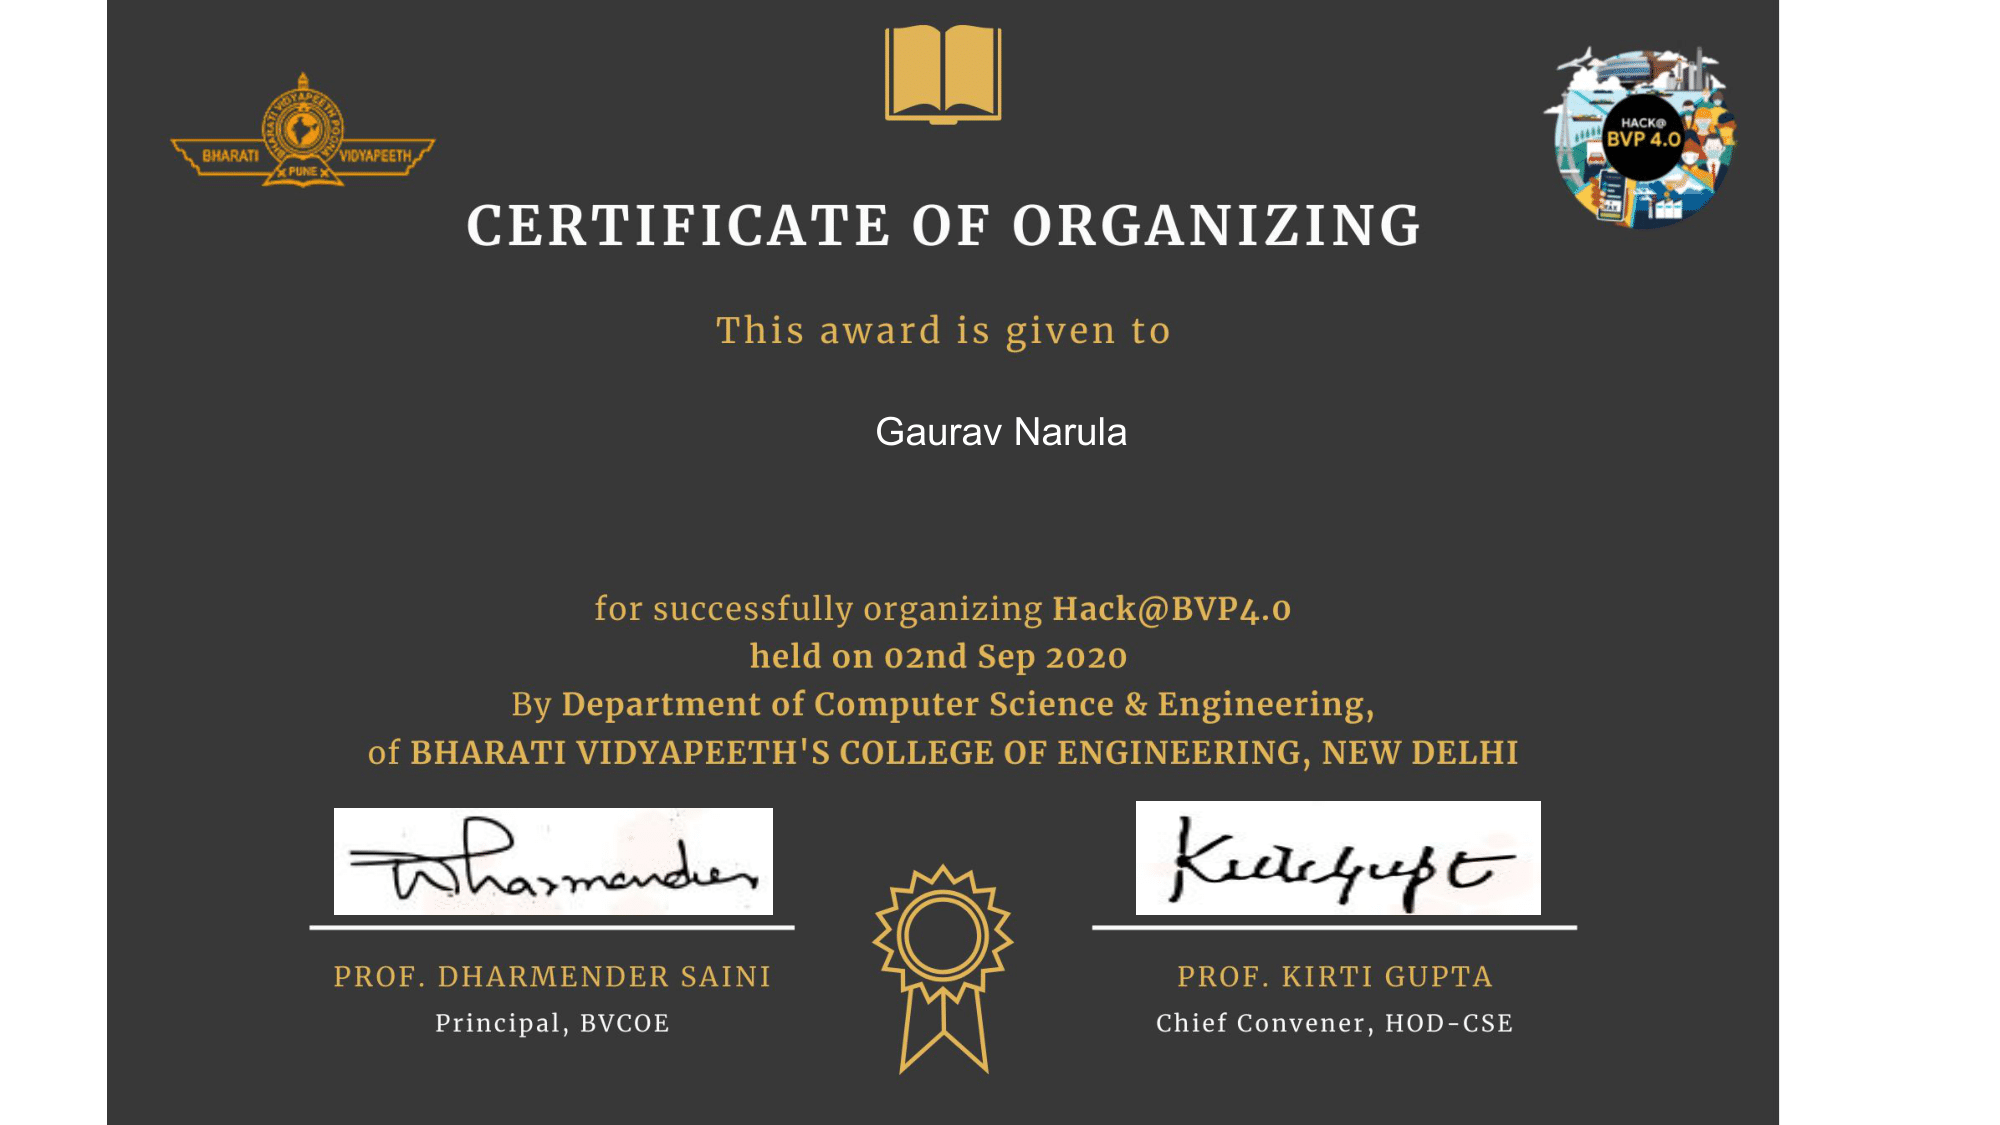 BHARATI VIDYAPEETH POONA
BHARATI VIDYAPEETH
PUNE
HACK@
BVP 4.0
CERTIFICATE OF ORGANIZING
This award is given to
Gaurav Narula
for successfully organizing Hack@BVP4.0
held on 02nd Sep 2020
By Department of Computer Science & Engineering,
of BHARATI VIDYAPEETH'S COLLEGE OF ENGINEERING, NEW DELHI
Dharmender
Kirtigupta
PROF. DHARMENDER SAINI
PROF. KIRTI GUPTA
Principal, BVCOE
Chief Convener, HOD-CSE